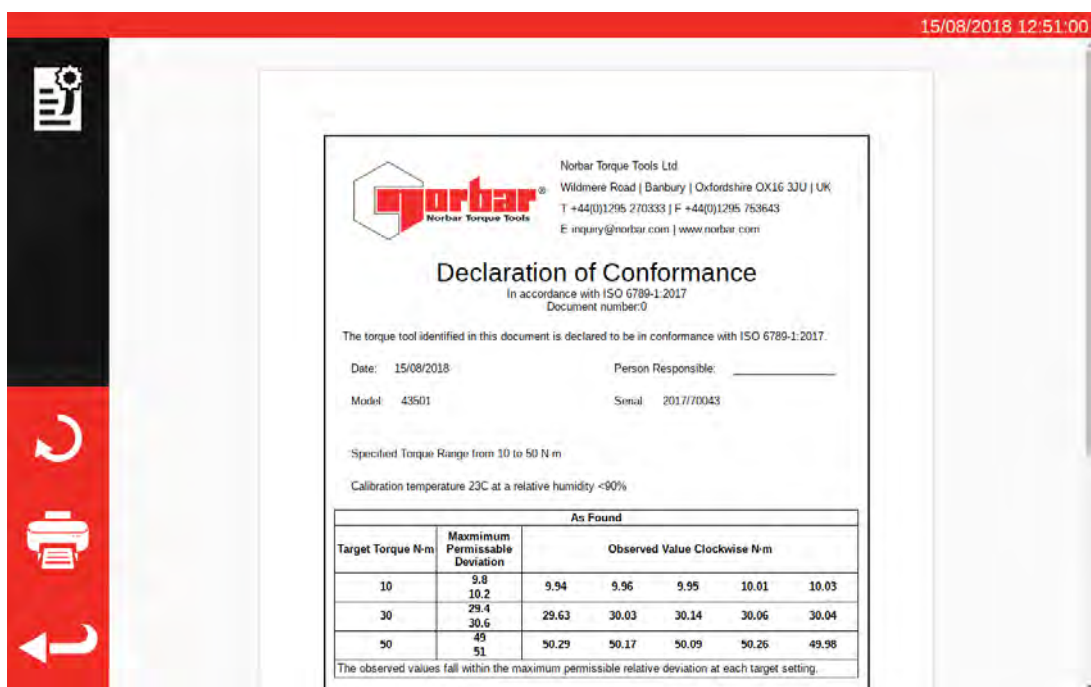 15/08/2018 12:51:00
norbar®
Norbar Torque Tools
Norbar Torque Tools Ltd
Wildmere Road | Banbury | Oxfordshire OX16 3JU | UK
T +44(0)1295 270333 | F +44(0)1295 753643
E inquiry@norbar.com | www.norbar.com
Declaration of Conformance
In accordance with ISO 6789-1:2017
Document number:0
The torque tool identified in this document is declared to be in conformance with ISO 6789-1:2017.
Date: 15/08/2018 Person Responsible:
Model 43501 Serial 2017/70043
Specified Torque Range from 10 to 50 N·m
Calibration temperature 23C at a relative humidity <90%
As Found
Target Torque N·m Maxmimum Permissable Deviation Observed Value Clockwise N·m
10 9.8 10.2 9.94 9.96 9.95 10.01 10.03
30 29.4 30.6 29.63 30.03 30.14 30.06 30.04
50 49 51 50.29 50.17 50.09 50.26 49.98
The observed values fall within the maximum permissible relative deviation at each target setting.